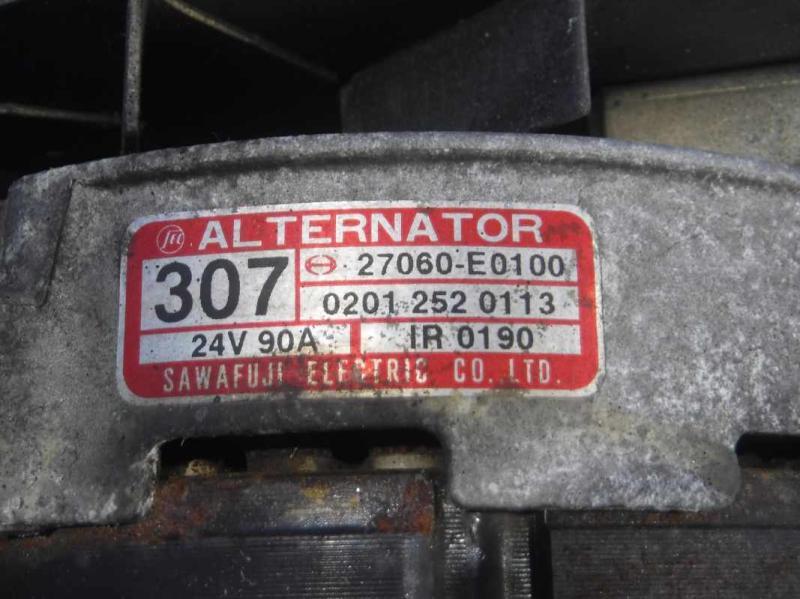 ALTERNATOR
307
27060-E0100
0201 252 0113
24V 90A
IR 0190
SAWAFUJI ELECTRIC CO. LTD.